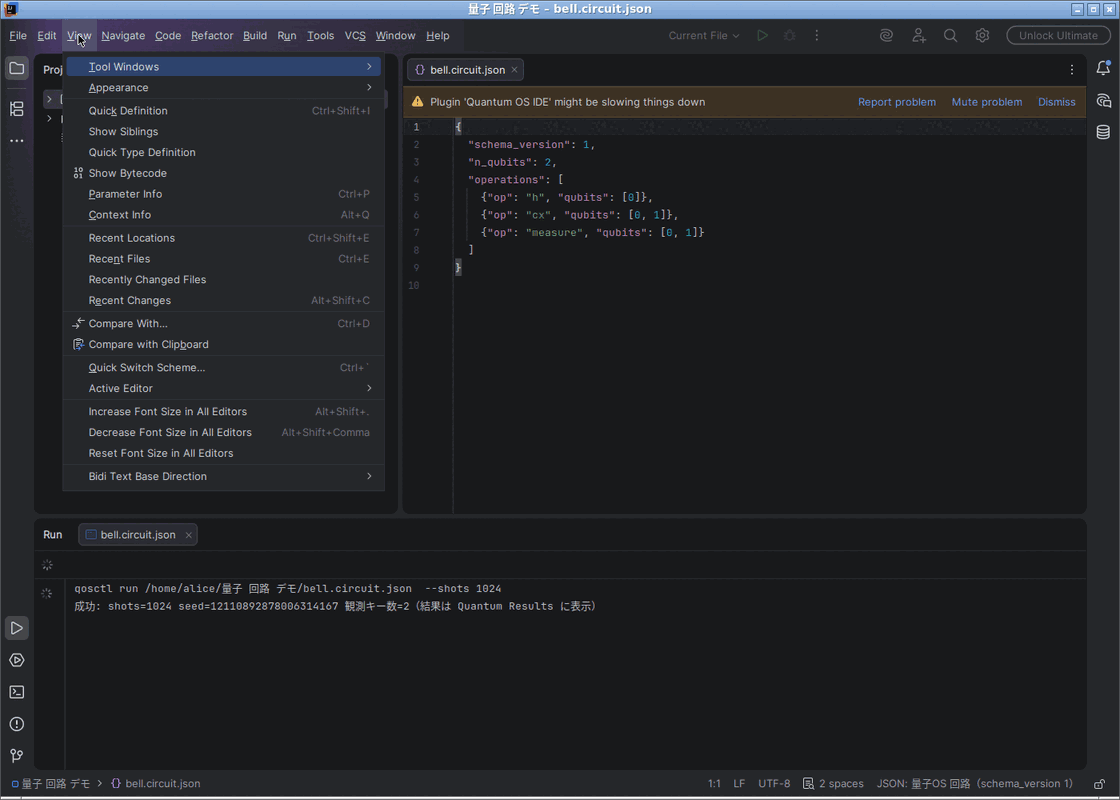 量子 回路 デモ – bell.circuit.json
File Edit View Navigate Code Refactor Build Run Tools VCS Window Help
Current File
Unlock Ultimate
Proj
Tool Windows
Appearance
Quick Definition Ctrl+Shift+I
Show Siblings
Quick Type Definition
Show Bytecode
Parameter Info Ctrl+P
Context Info Alt+Q
Recent Locations Ctrl+Shift+E
Recent Files Ctrl+E
Recently Changed Files
Recent Changes Alt+Shift+C
Compare With... Ctrl+D
Compare with Clipboard
Quick Switch Scheme... Ctrl+`
Active Editor
Increase Font Size in All Editors Alt+Shift+.
Decrease Font Size in All Editors Alt+Shift+Comma
Reset Font Size in All Editors
Bidi Text Base Direction
bell.circuit.json
Plugin 'Quantum OS IDE' might be slowing things down Report problem Mute problem Dismiss
1 {
2 "schema_version": 1,
3 "n_qubits": 2,
4 "operations": [
5 {"op": "h", "qubits": [0]},
6 {"op": "cx", "qubits": [0, 1]},
7 {"op": "measure", "qubits": [0, 1]}
8 ]
9 }
10
Run bell.circuit.json
qosctl run /home/alice/量子 回路 デモ/bell.circuit.json --shots 1024
成功: shots=1024 seed=12110892878006314167 観測キー数=2（結果は Quantum Results に表示）
量子 回路 デモ bell.circuit.json 1:1 LF UTF-8 2 spaces JSON: 量子OS 回路（schema_version 1）